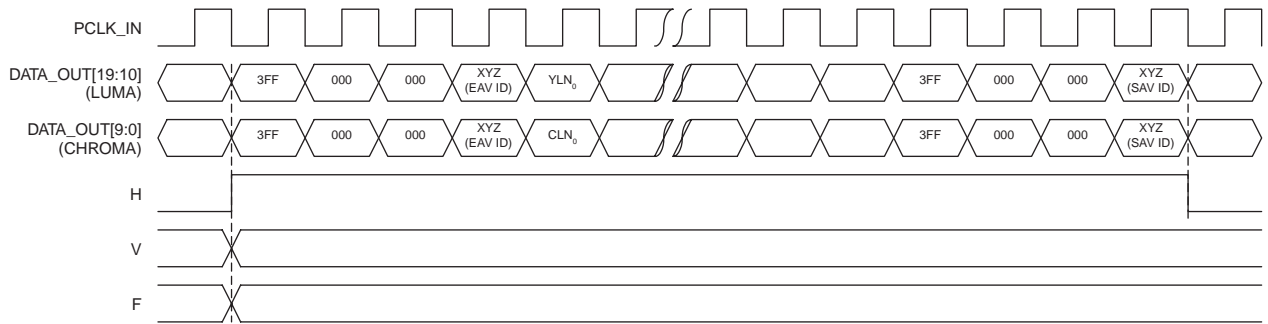 PCLK_IN
DATA_OUT[19:10]
(LUMA)
3FF 000 000 XYZ (EAV ID) YLN₀ 3FF 000 000 XYZ (SAV ID)
DATA_OUT[9:0]
(CHROMA)
3FF 000 000 XYZ (EAV ID) CLN₀ 3FF 000 000 XYZ (SAV ID)
H
V
F